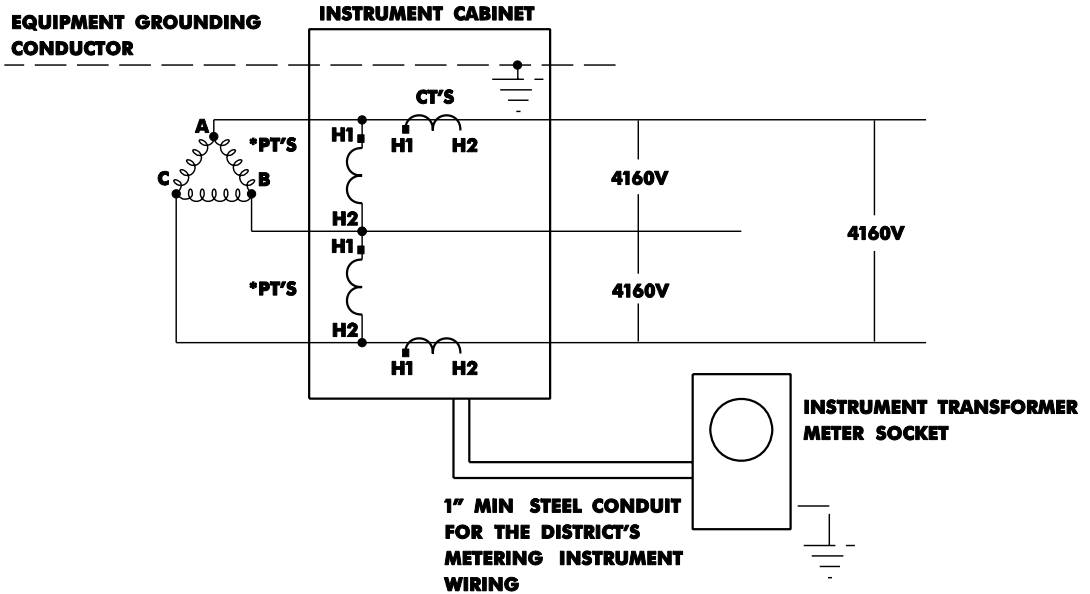 INSTRUMENT CABINET
EQUIPMENT GROUNDING
CONDUCTOR
CT'S
A
*PT'S
H1
H1 H2
C
B
4160V
H2
4160V
H1
*PT'S
4160V
H2
H1 H2
INSTRUMENT TRANSFORMER
METER SOCKET
1" MIN STEEL CONDUIT
FOR THE DISTRICT'S
METERING INSTRUMENT
WIRING